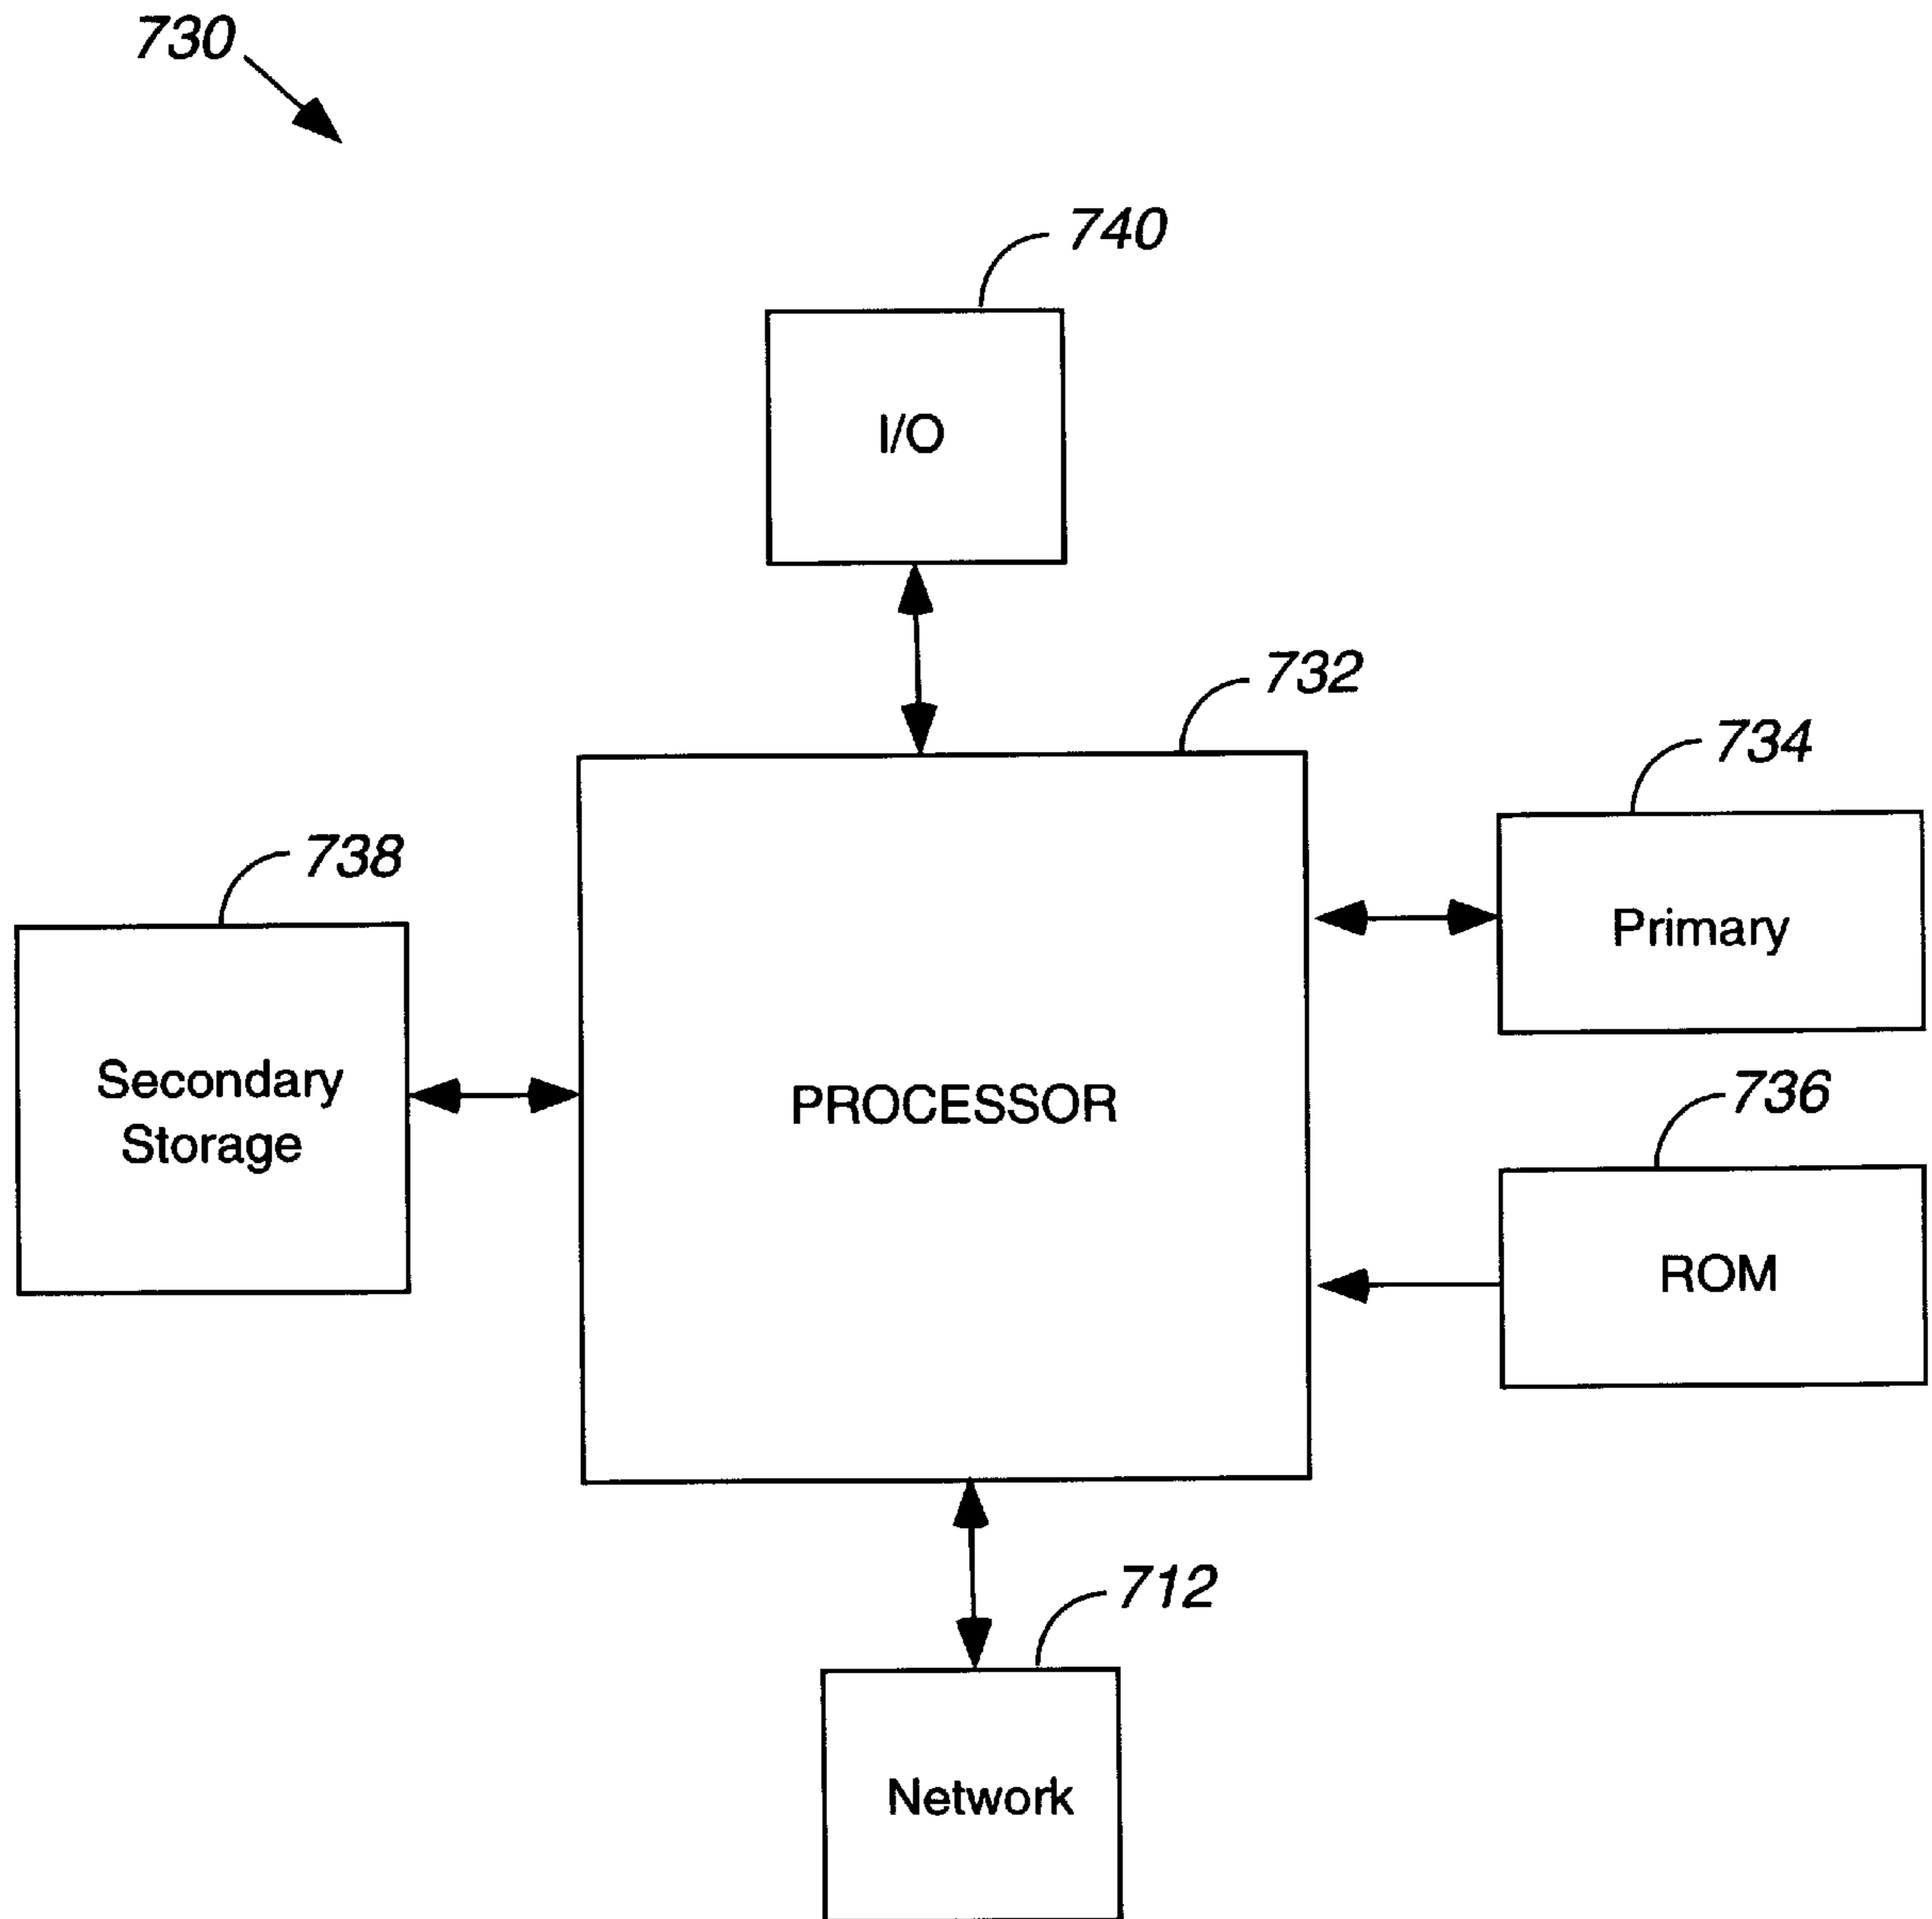 730
740
I/O
732
734
738
Primary
Secondary
Storage
PROCESSOR
736
ROM
712
Network